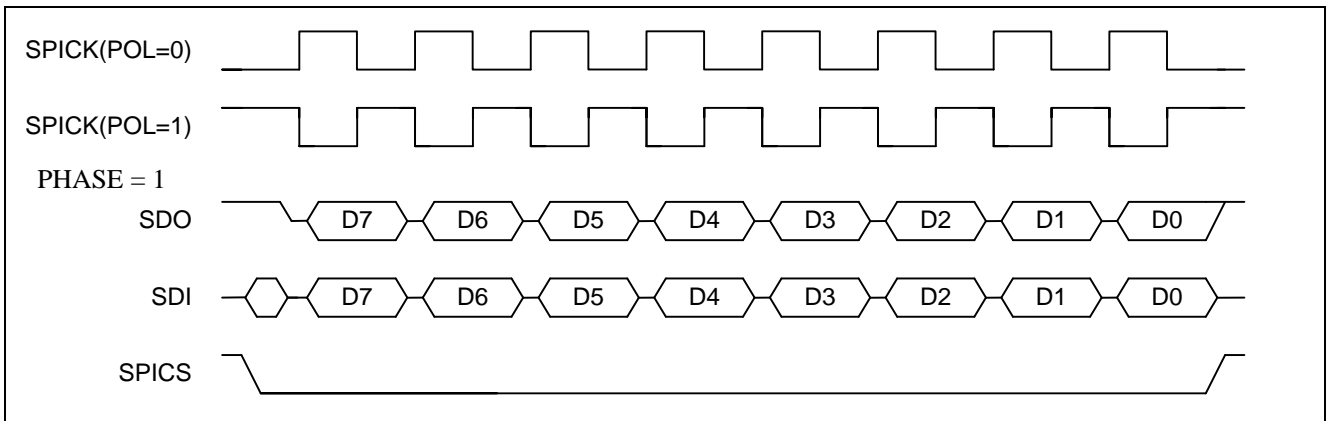 SPICK(POL=0)
SPICK(POL=1)
PHASE = 1
SDO D7 D6 D5 D4 D3 D2 D1 D0
SDI D7 D6 D5 D4 D3 D2 D1 D0
SPICS